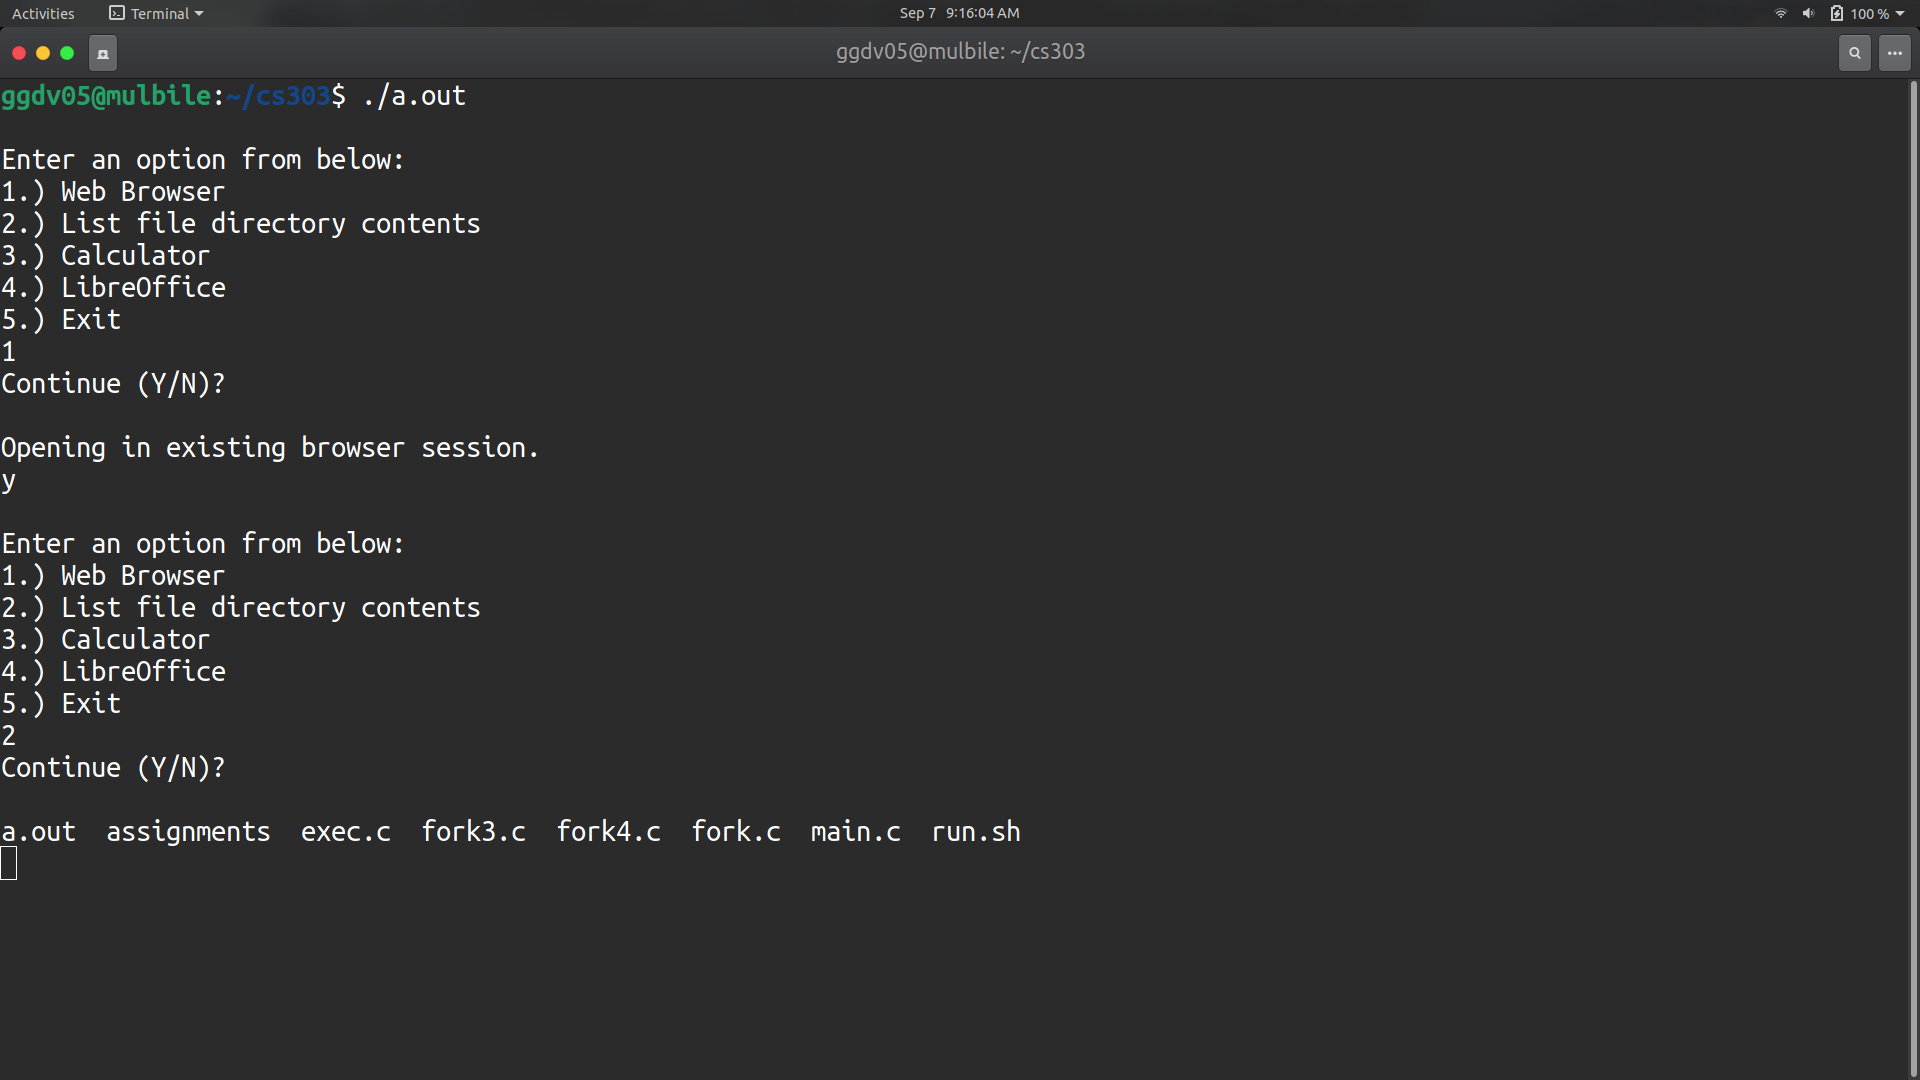 Activities Terminal Sep 7 9:16:04 AM 100 %
ggdv05@mulbile: ~/cs303
ggdv05@mulbile:~/cs303$ ./a.out
Enter an option from below:
1.) Web Browser
2.) List file directory contents
3.) Calculator
4.) LibreOffice
5.) Exit
1
Continue (Y/N)?
Opening in existing browser session.
y
Enter an option from below:
1.) Web Browser
2.) List file directory contents
3.) Calculator
4.) LibreOffice
5.) Exit
2
Continue (Y/N)?
a.out assignments exec.c fork3.c fork4.c fork.c main.c run.sh